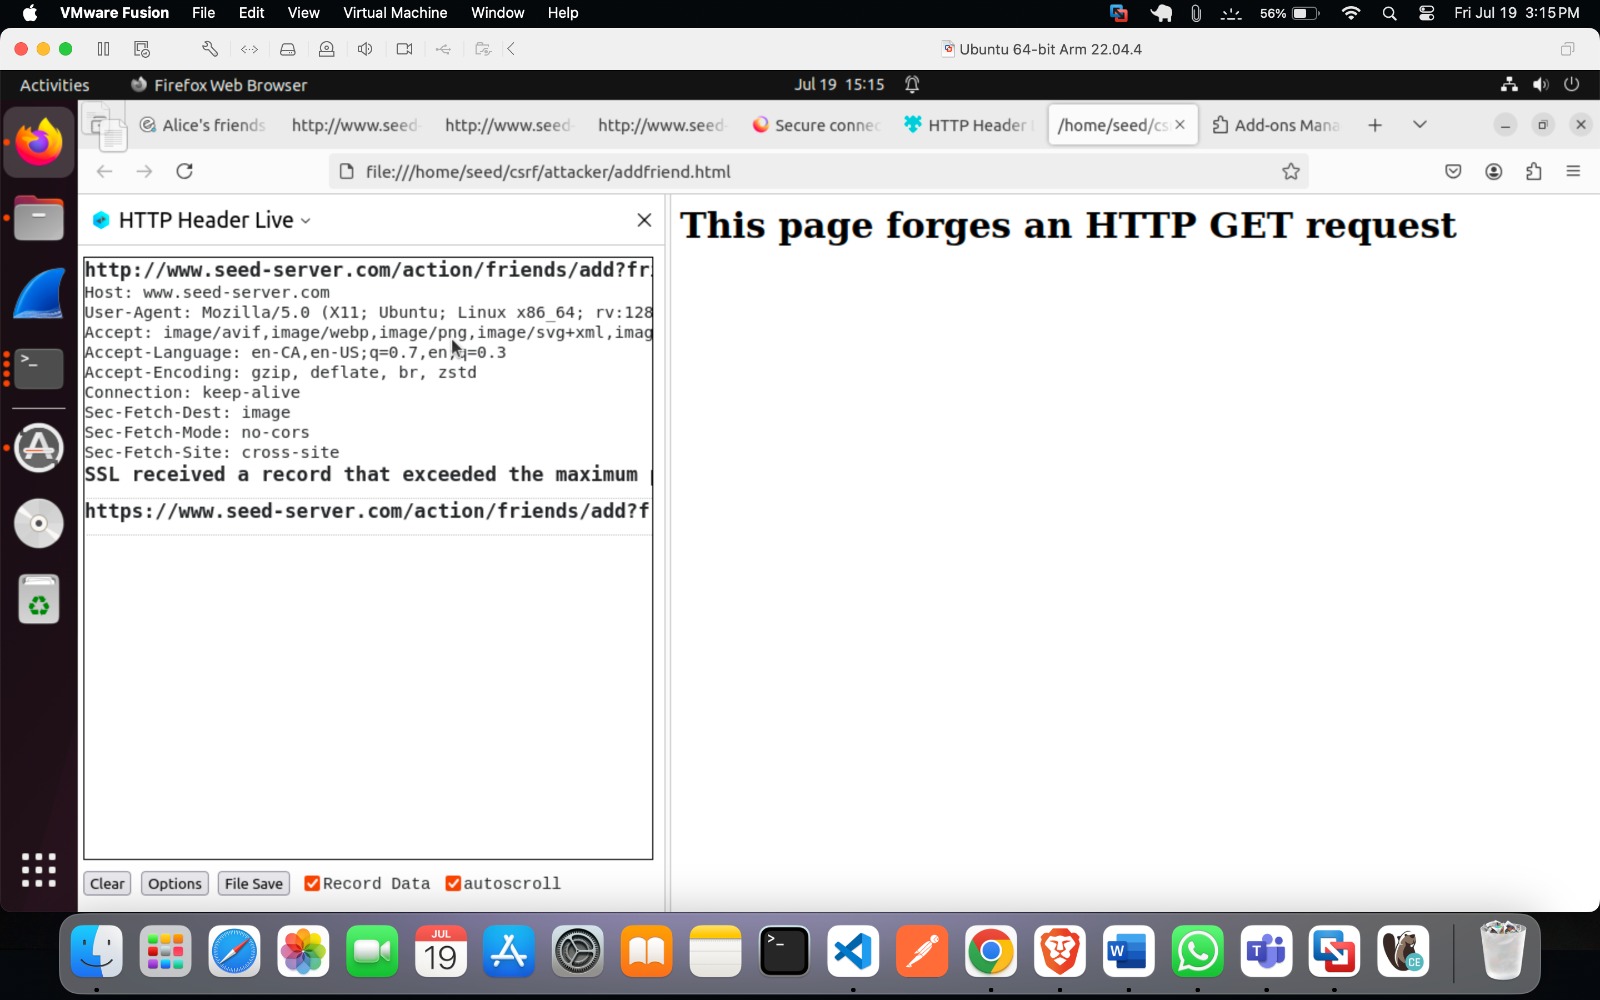 VMware Fusion File Edit View Virtual Machine Window Help 56% Fri Jul 19 3:15 PM
Ubuntu 64-bit Arm 22.04.4
Activities Firefox Web Browser Jul 19 15:15
Alice's friends http://www.seed- http://www.seed- http://www.seed- Secure connec HTTP Header /home/seed/cs Add-ons Mana
file:///home/seed/csrf/attacker/addfriend.html
HTTP Header Live
This page forges an HTTP GET request
http://www.seed-server.com/action/friends/add?fr
Host: www.seed-server.com
User-Agent: Mozilla/5.0 (X11; Ubuntu; Linux x86_64; rv:128
Accept: image/avif,image/webp,image/png,image/svg+xml,imag
Accept-Language: en-CA,en-US;q=0.7,en;q=0.3
Accept-Encoding: gzip, deflate, br, zstd
Connection: keep-alive
Sec-Fetch-Dest: image
Sec-Fetch-Mode: no-cors
Sec-Fetch-Site: cross-site
SSL received a record that exceeded the maximum
https://www.seed-server.com/action/friends/add?f
Clear Options File Save Record Data autoscroll
JUL
19
W
T
CE